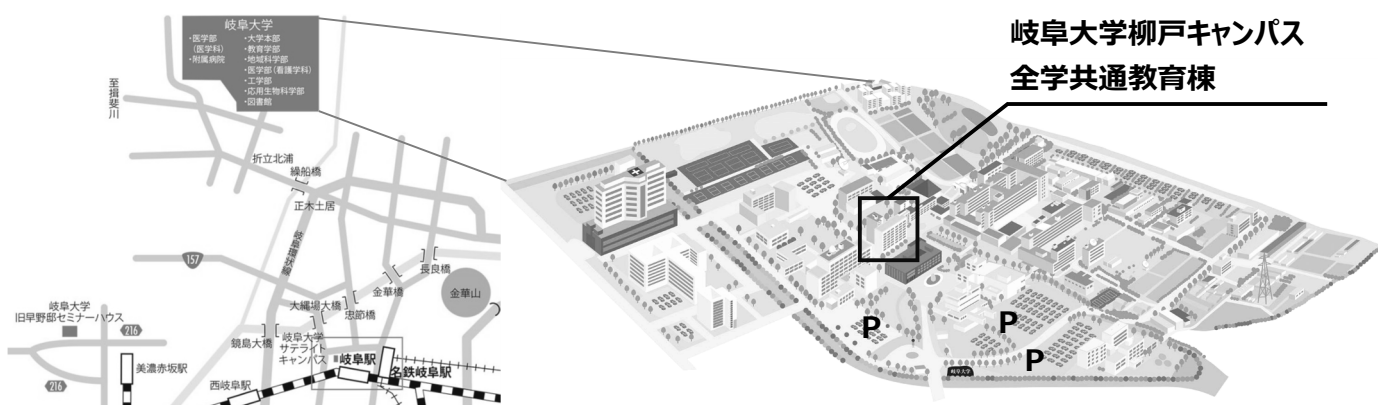 岐阜大学
・医学部
(医学科)
・附属病院
・大学本部
・教育学部
・地域科学部
・医学部(看護学科)
・工学部
・応用生物科学部
・図書館
至揖斐川
折立北浦
繰船橋
正木土居
岐阜環状線
157
長良橋
金華橋
金華山
大縄場大橋
忠節橋
岐阜大学
旧早野邸セミナーハウス
216
鏡島大橋
岐阜大学
サテライト
キャンパス
岐阜駅
名鉄岐阜駅
美濃赤坂駅
216
西岐阜駅
岐阜大学柳戸キャンパス
全学共通教育棟
P
P
P
岐阜大学